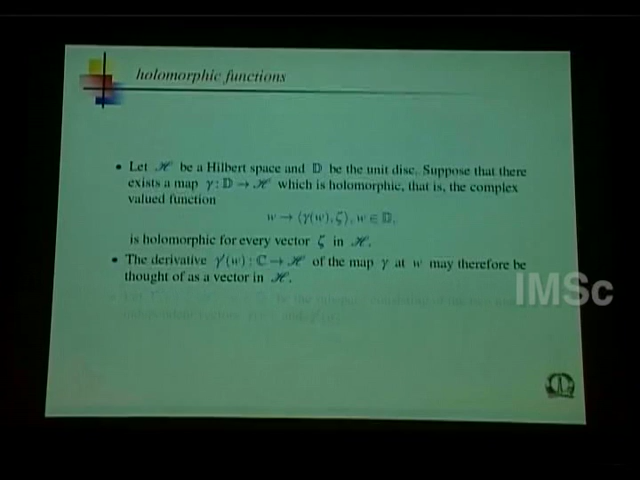 holomorphic functions
• Let ℋ be a Hilbert space and 𝔻 be the unit disc. Suppose that there
exists a map γ : 𝔻 → ℋ which is holomorphic, that is, the complex
valued function
w → ⟨γ(w), ζ⟩, w ∈ 𝔻,
is holomorphic for every vector ζ in ℋ.
• The derivative γ′(w) : ℂ → ℋ of the map γ at w may therefore be
thought of as a vector in ℋ.
IMSc